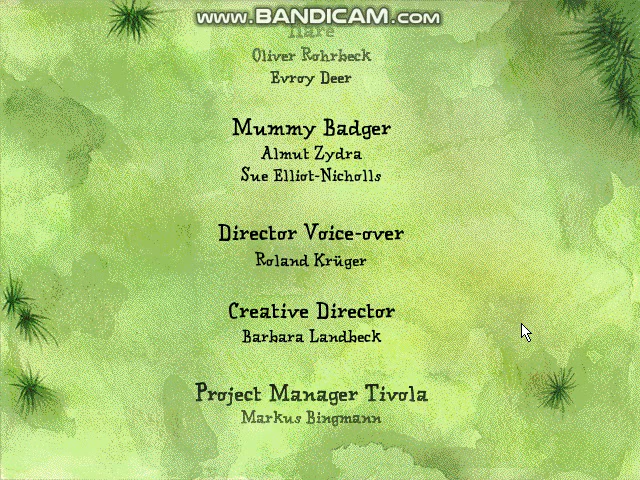 www.BANDICAM.com
Hare
Oliver Rohrbeck
Evroy Deer
Mummy Badger
Almut Zydra
Sue Elliot-Nicholls
Director Voice-over
Roland Krüger
Creative Director
Barbara Landbeck
Project Manager Tivola
Markus Bingmann